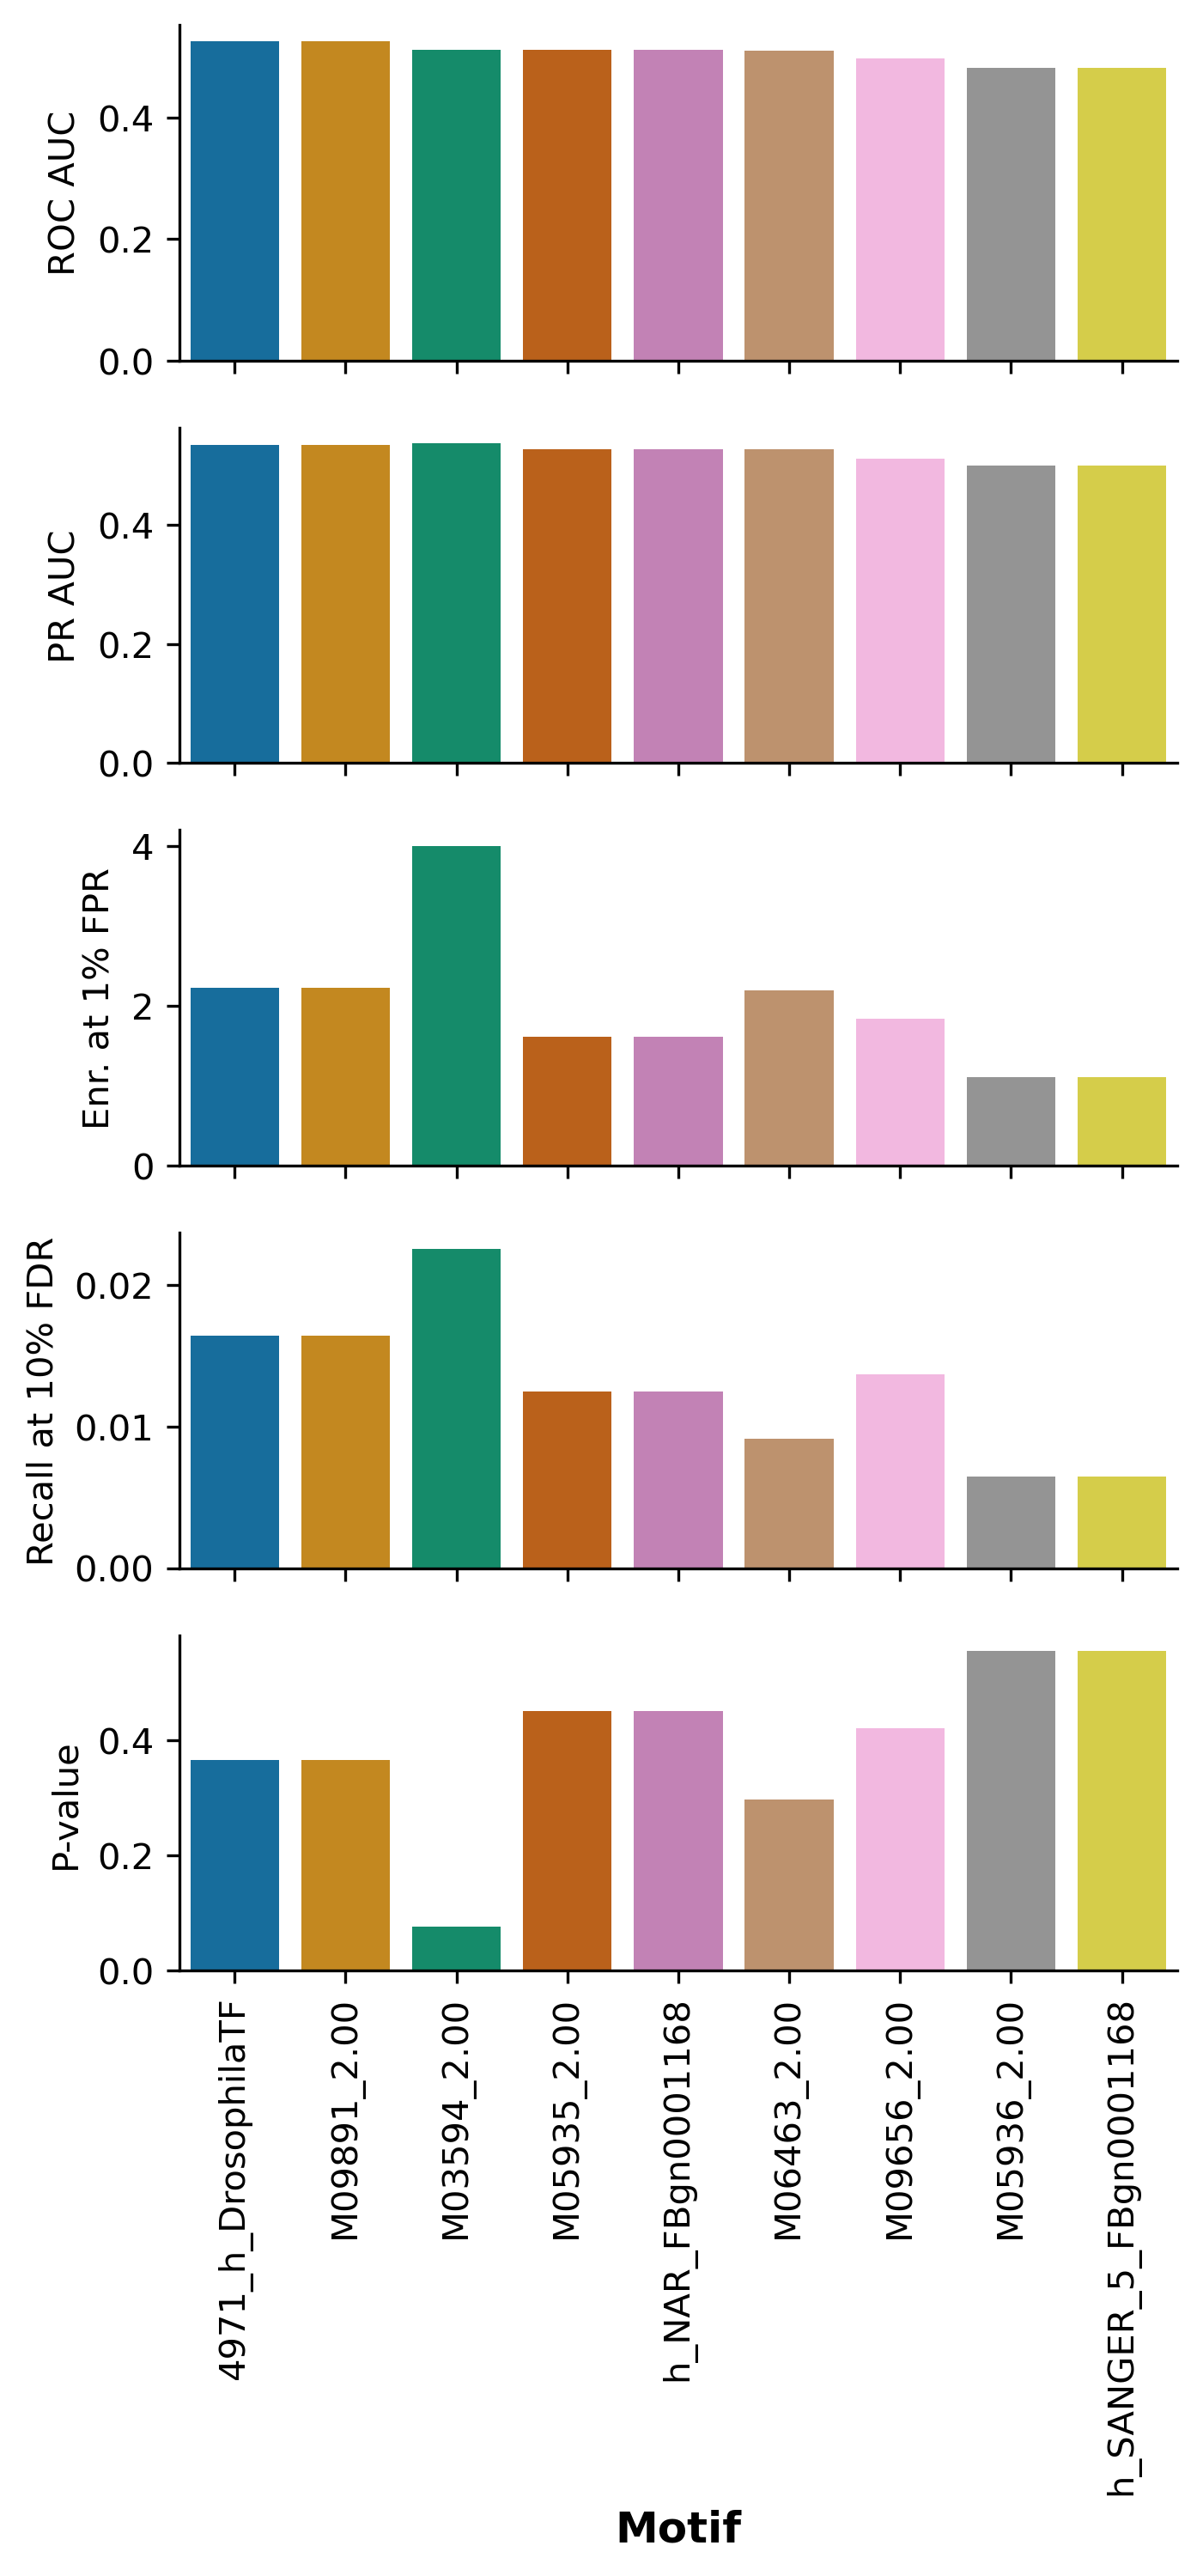 ROC AUC
0.4
0.2
0.0
PR AUC
0.4
0.2
0.0
Enr. at 1% FPR
4
2
0
Recall at 10% FDR
0.02
0.01
0.00
P-value
0.4
0.2
0.0
4971_h_DrosophilaTF
M09891_2.00
M03594_2.00
M05935_2.00
h_NAR_FBgn0001168
M06463_2.00
M09656_2.00
M05936_2.00
h_SANGER_5_FBgn0001168
Motif